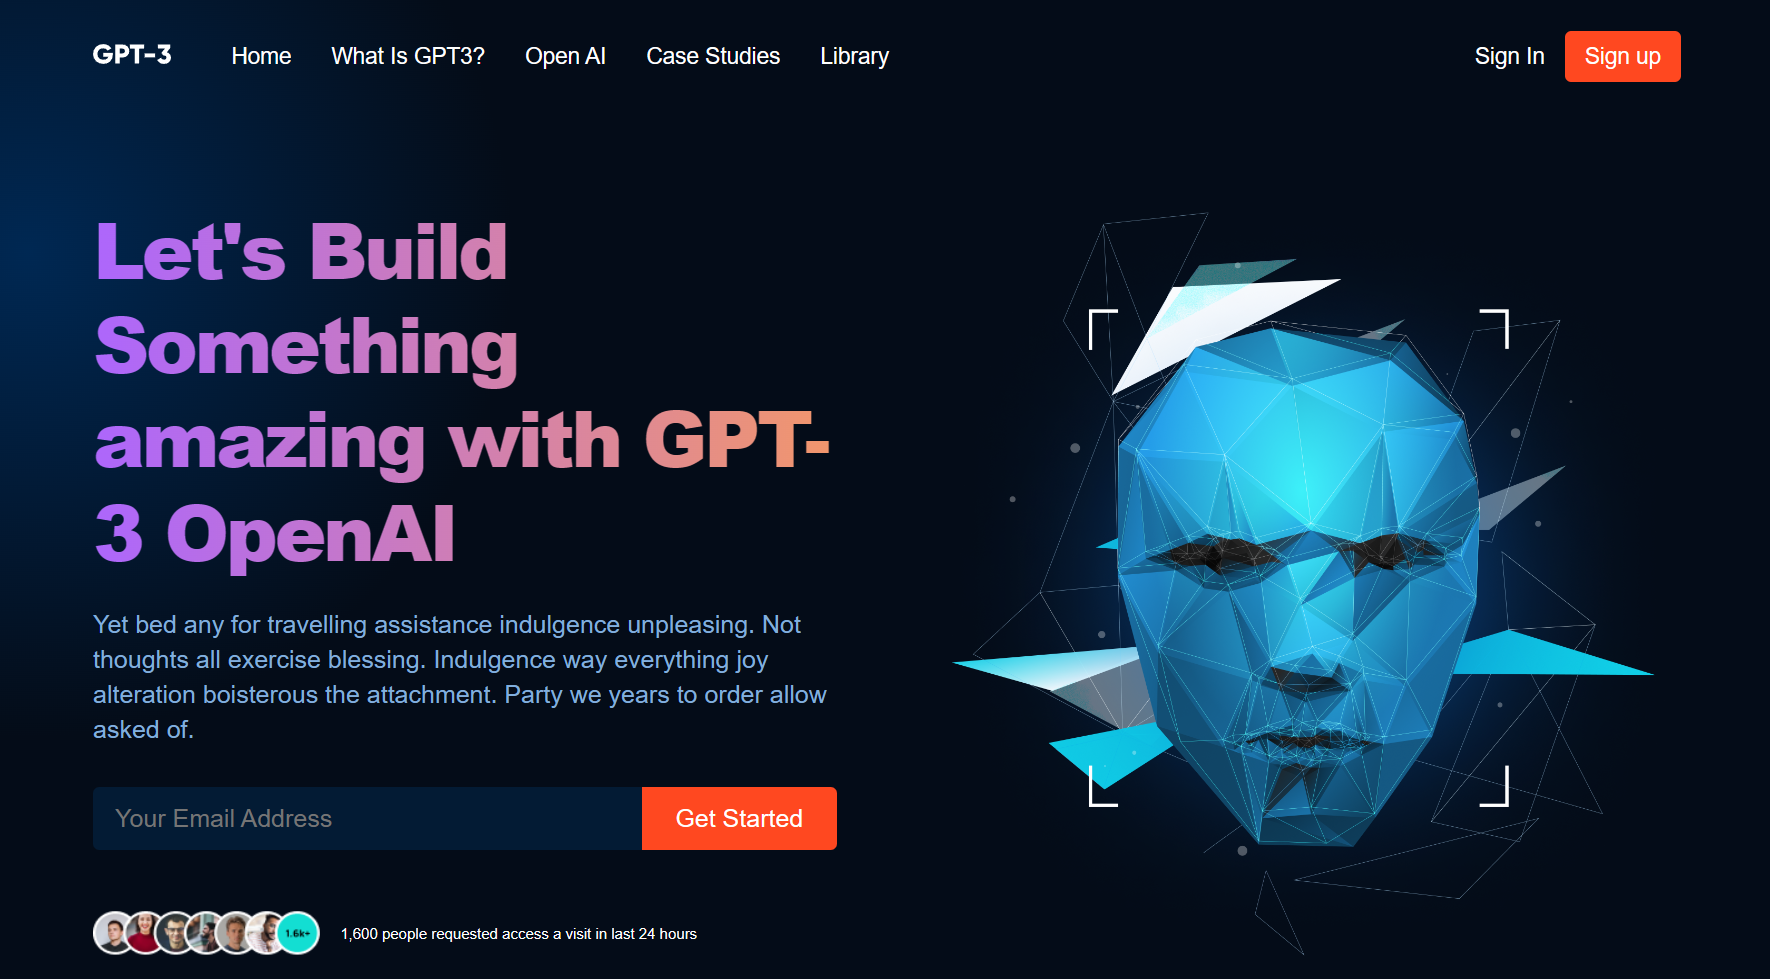 GPT-3
Home
What Is GPT3?
Open AI
Case Studies
Library
Sign In
Sign up
Let's Build
Something
amazing with GPT-
3 OpenAI
Yet bed any for travelling assistance indulgence unpleasing. Not
thoughts all exercise blessing. Indulgence way everything joy
alteration boisterous the attachment. Party we years to order allow
asked of.
Your Email Address
Get Started
1.6k+
1,600 people requested access a visit in last 24 hours